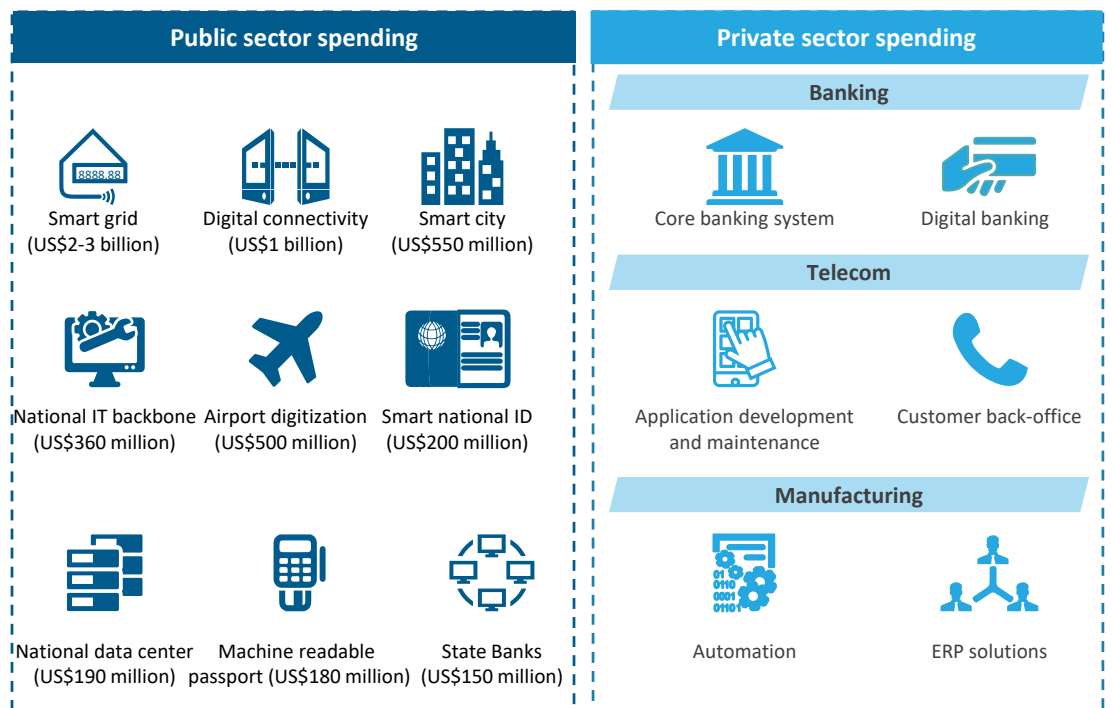 Public sector spending
8888.88
Smart grid
(US$2-3 billion)
Digital connectivity
(US$1 billion)
Smart city
(US$550 million)
National IT backbone
(US$360 million)
Airport digitization
(US$500 million)
Smart national ID
(US$200 million)
National data center
(US$190 million)
Machine readable
passport (US$180 million)
State Banks
(US$150 million)
Private sector spending
Banking
Core banking system
Digital banking
Telecom
Application development
and maintenance
Customer back-office
Manufacturing
01
0110
0001
01101
Automation
ERP solutions